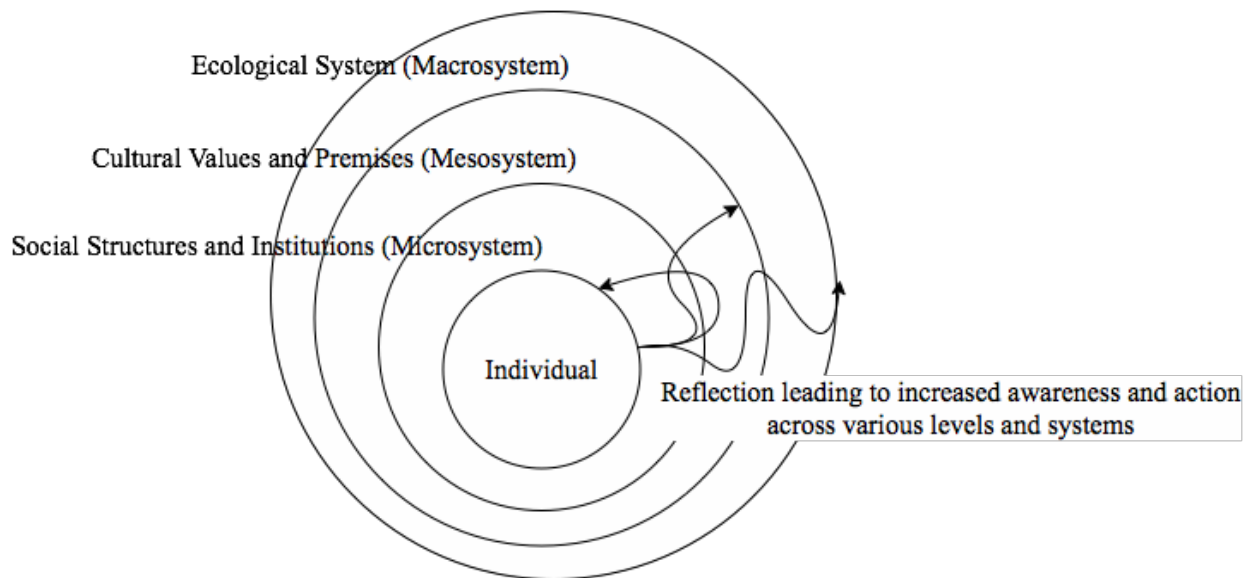 Ecological System (Macrosystem)
Cultural Values and Premises (Mesosystem)
Social Structures and Institutions (Microsystem)
Individual
Reflection leading to increased awareness and action
across various levels and systems